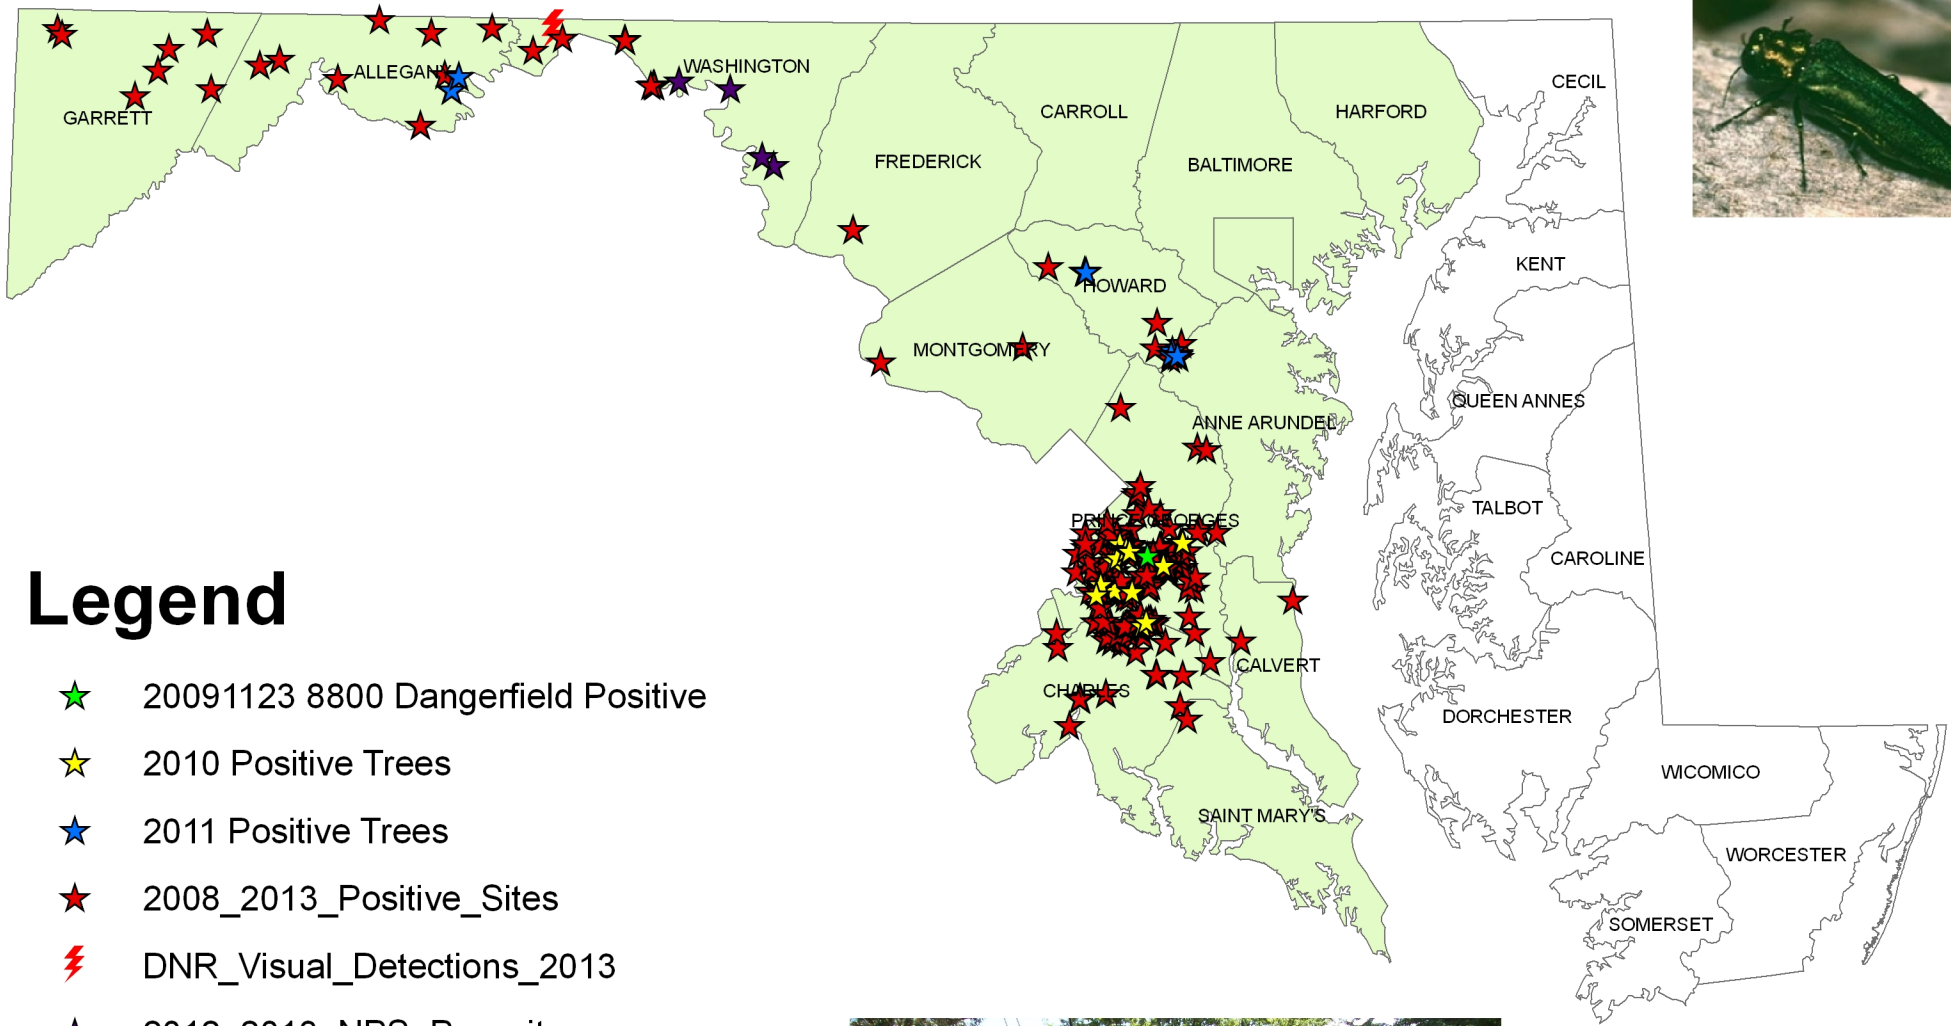 CECIL
WASHINGTON
ALLEGANY
GARRETT
CARROLL
HARFORD
FREDERICK
BALTIMORE
KENT
HOWARD
MONTGOMERY
QUEEN ANNES
ANNE ARUNDEL
TALBOT
PRINCE GEORGES
CAROLINE
CALVERT
CHARLES
DORCHESTER
WICOMICO
SAINT MARY'S
WORCESTER
SOMERSET
Legend
20091123 8800 Dangerfield Positive
2010 Positive Trees
2011 Positive Trees
2008_2013_Positive_Sites
DNR_Visual_Detections_2013